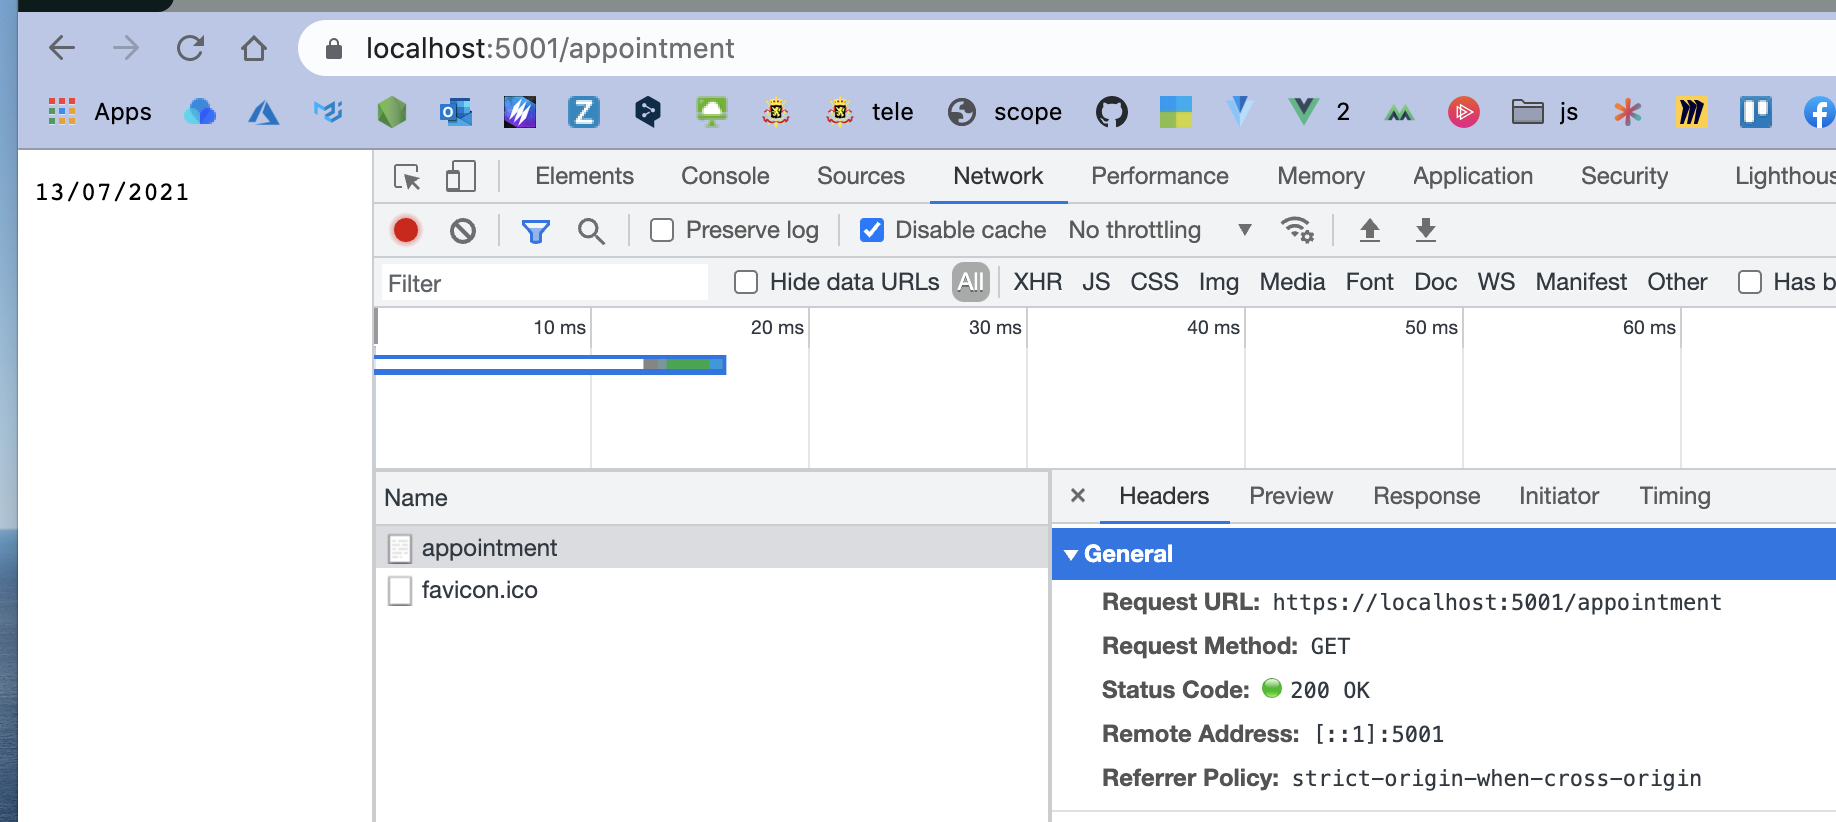 localhost:5001/appointment
Apps tele scope 2 js
13/07/2021
Elements Console Sources Network Performance Memory Application Security Lighthous
Preserve log Disable cache No throttling
Filter Hide data URLs All XHR JS CSS Img Media Font Doc WS Manifest Other Has b
10 ms 20 ms 30 ms 40 ms 50 ms 60 ms
Name
appointment
favicon.ico
Headers Preview Response Initiator Timing
General
Request URL: https://localhost:5001/appointment
Request Method: GET
Status Code: 200 OK
Remote Address: [::1]:5001
Referrer Policy: strict-origin-when-cross-origin